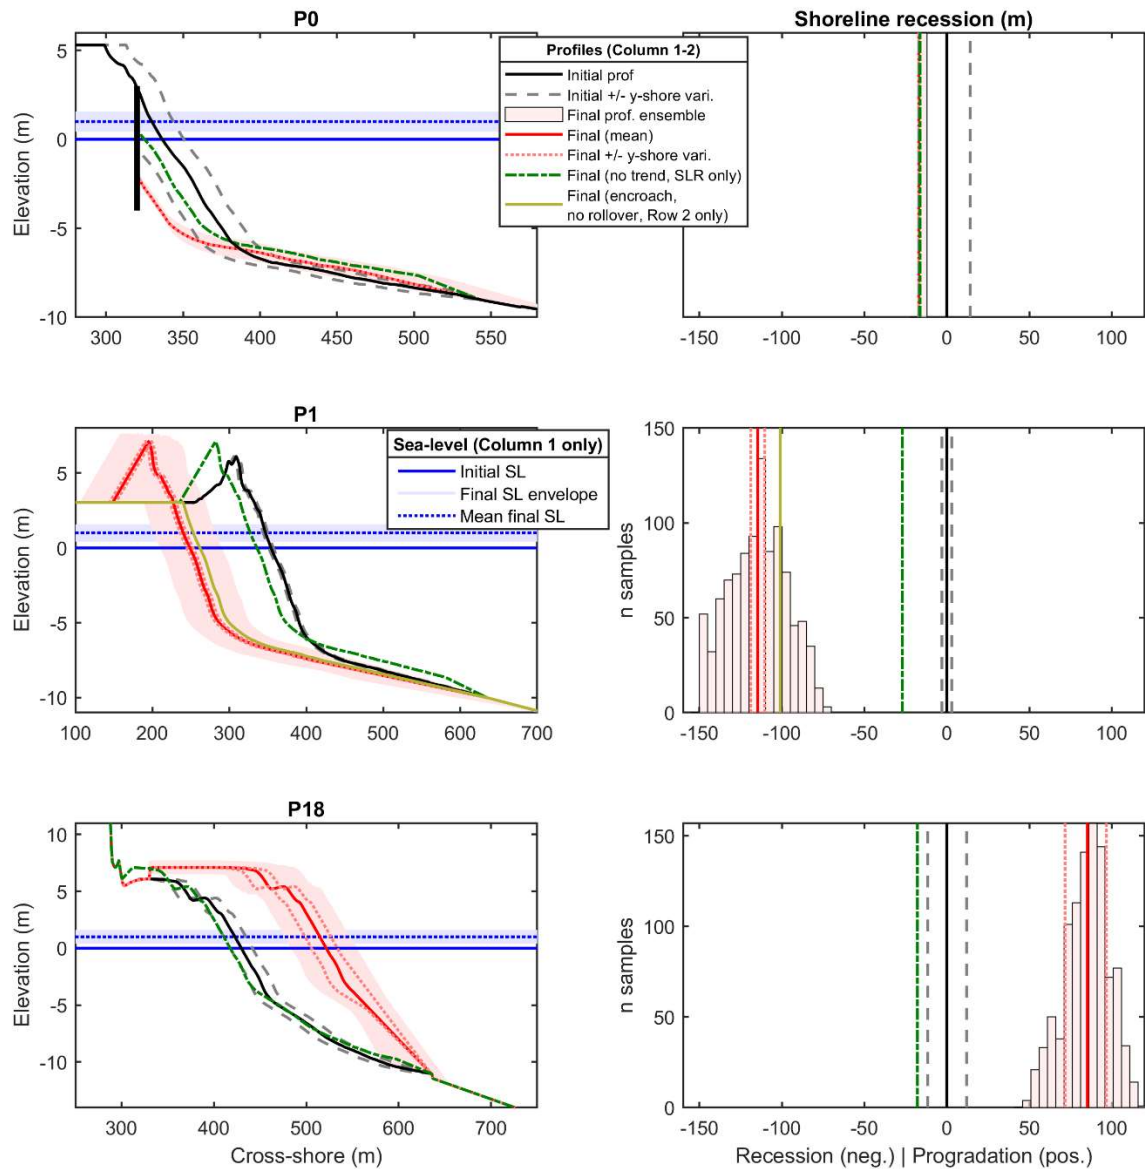 P0
Shoreline recession (m)
Elevation (m)
5
0
-5
-10
300
350
400
450
500
550
Profiles (Column 1-2)
Initial prof
Initial +/- y-shore vari.
Final prof. ensemble
Final (mean)
Final +/- y-shore vari.
Final (no trend, SLR only)
Final (encroach,
no rollover, Row 2 only)
-150
-100
-50
0
50
100
P1
Elevation (m)
5
0
-5
-10
100
200
300
400
500
600
700
Sea-level (Column 1 only)
Initial SL
Final SL envelope
Mean final SL
n samples
150
100
50
0
-150
-100
-50
0
50
100
P18
Elevation (m)
10
5
0
-5
-10
300
400
500
600
700
Cross-shore (m)
n samples
150
100
50
0
-150
-100
-50
0
50
100
Recession (neg.) | Progradation (pos.)